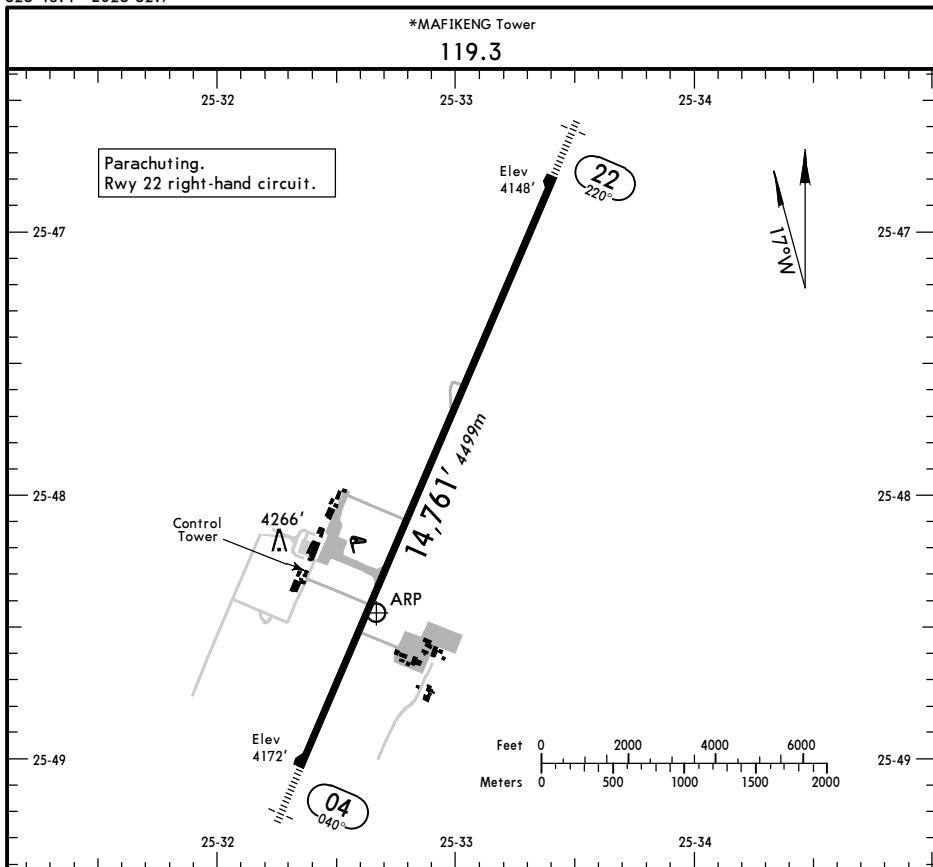 *MAFIKENG Tower
119.3
25-32 25-33 25-34
Parachuting.
Rwy 22 right-hand circuit.
Elev
4148'
22
220°
17°W
25-47 25-47
14,761' 4499m
25-48 25-48
Control
Tower
4266'
A
ARP
Elev
4172'
04
040°
25-49 25-49
Feet 0 2000 4000 6000
Meters 0 500 1000 1500 2000
25-32 25-33 25-34